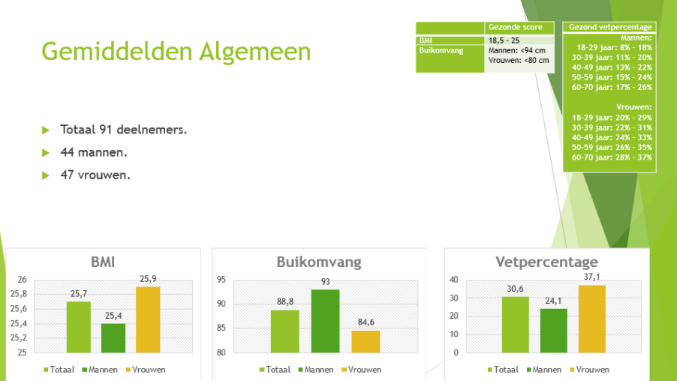 Gemiddelden Algemeen
Gezonde score
BMI 18,5 - 25
Buikomvang Mannen: <94 cm
Vrouwen: <80 cm
Gezond vetpercentage
Mannen:
18-29 jaar: 8% - 18%
30-39 jaar: 11% - 20%
40-49 jaar: 13% - 22%
50-59 jaar: 15% - 24%
60-70 jaar: 17% - 26%
Vrouwen:
18-29 jaar: 20% - 29%
30-39 jaar: 22% - 31%
40-49 jaar: 24% - 33%
50-59 jaar: 26% - 35%
60-70 jaar: 28% - 37%
Totaal 91 deelnemers.
44 mannen.
47 vrouwen.
BMI
26
25,8
25,6
25,4
25,2
25
25,7
25,4
25,9
Totaal Mannen Vrouwen
Buikomvang
95
90
85
80
88,8
93
84,6
Totaal Mannen Vrouwen
Vetpercentage
40
30
20
10
0
30,6
24,1
37,1
Totaal Mannen Vrouwen